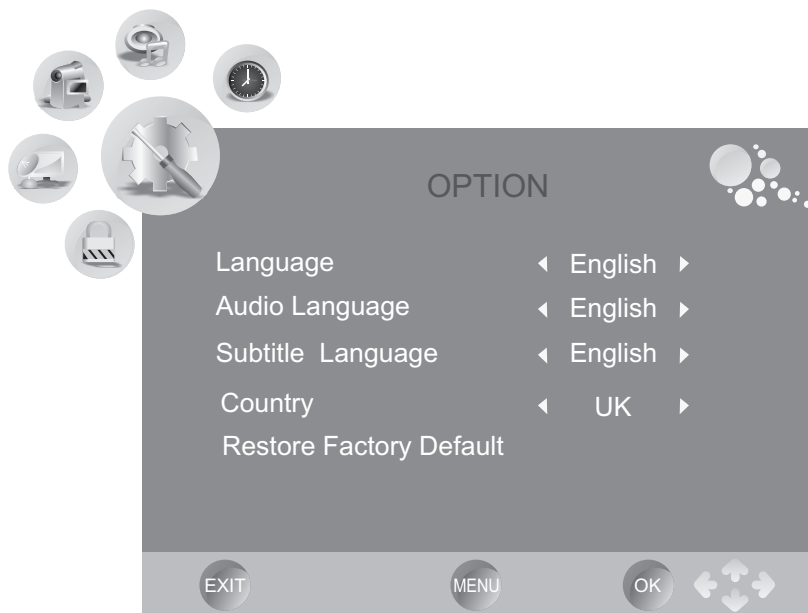 OPTION
Language English
Audio Language English
Subtitle Language English
Country UK
Restore Factory Default
EXIT MENU OK